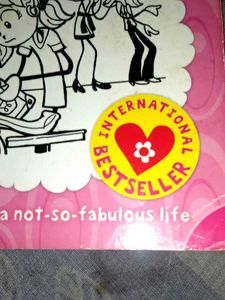 INTERNATIONAL
BESTSELLER
a not-so-fabulous life